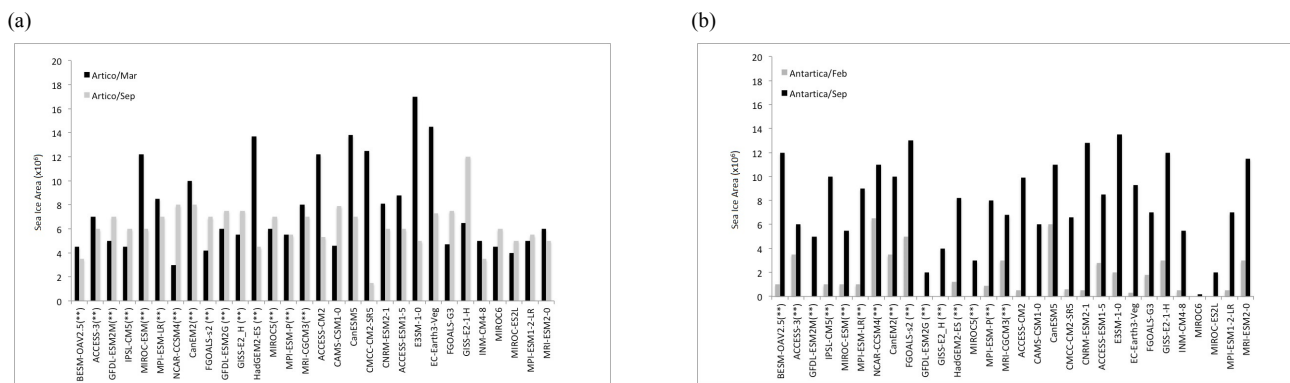 (a)
20
18
16
14
12
10
8
6
4
2
0
Sea Ice Area (x10⁶)
Artico/Mar
Artico/Sep
BESM-OAV2.5(**)
ACCESS-3(**)
GFDL-ESM2M(**)
IPSL-CM5(**)
MIROC-ESM(**)
MPI-ESM-LR(**)
NCAR-CCSM4(**)
CanEM2(**)
FGOALS-s2 (**)
GFDL-ESM2G (**)
GISS-E2_H (**)
HadGEM2-ES (**)
MIROC5(**)
MPI-ESM-P(**)
MRI-CGCM3(**)
ACCESS-CM2
CAMS-CSM1-0
CanESM5
CMCC-CM2-SR5
CNRM-ESM2-1
ACCESS-ESM1-5
E3SM-1-0
EC-Earth3-Veg
FGOALS-G3
GISS-E2-1-H
INM-CM4-8
MIROC6
MIROC-ES2L
MPI-ESM1-2-LR
MRI-ESM2-0
(b)
20
18
16
14
12
10
8
6
4
2
0
Sea Ice Area (x10⁶)
Antartica/Feb
Antartica/Sep
BESM-OAV2.5(**)
ACCESS-3(**)
GFDL-ESM2M (**)
IPSL-CM5(**)
MIROC-ESM (**)
MPI-ESM-LR(**)
NCAR-CCSM4(**)
CanEM2 (**)
FGOALS-s2 (**)
GFDL-ESM2G (**)
GISS-E2_H (**)
HadGEM2-ES (**)
MIROC5(**)
MPI-ESM-P(**)
MRI-CGCM3(**)
ACCESS-CM2
CAMS-CSM1-0
CanESM5
CMCC-CM2-SR5
CNRM-ESM2-1
ACCESS-ESM1-5
E3SM-1-0
EC-Earth3-Veg
FGOALS-G3
GISS-E2-1-H
INM-CM4-8
MIROC6
MIROC-ES2L
MPI-ESM1-2-LR
MRI-ESM2-0